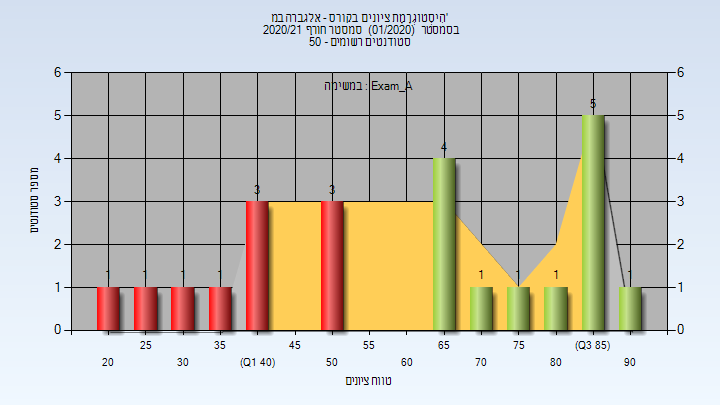 היסטוגרמת ציונים בקורס - אלגברה במ'
בסמסטר (01/2020) סמסטר חורף 2020/21
סטודנטים רשומים - 50
במשימה : Exam_A
מספר סטודנטים
6 6
5 5
4 4
3 3
2 2
1 1
0 0
1 1 1 1 3 3 4 1 1 1 5 1
25 35 45 55 65 75 (Q3 85)
20 30 (Q1 40) 50 60 70 80 90
טווח ציונים